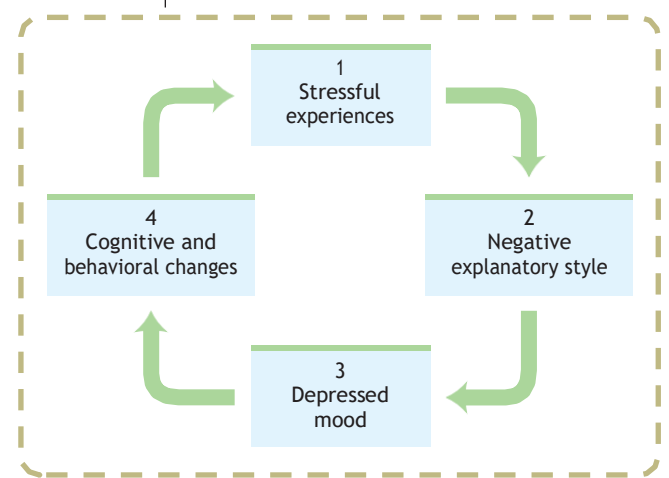 1
Stressful
experiences
2
Negative
explanatory style
3
Depressed
mood
4
Cognitive and
behavioral changes